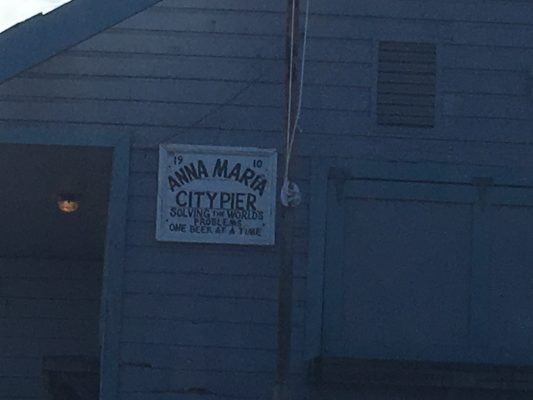 19 10
ANNA MARIA
CITY PIER
SOLVING THE WORLDS
PROBLEMS
ONE BEER AT A TIME